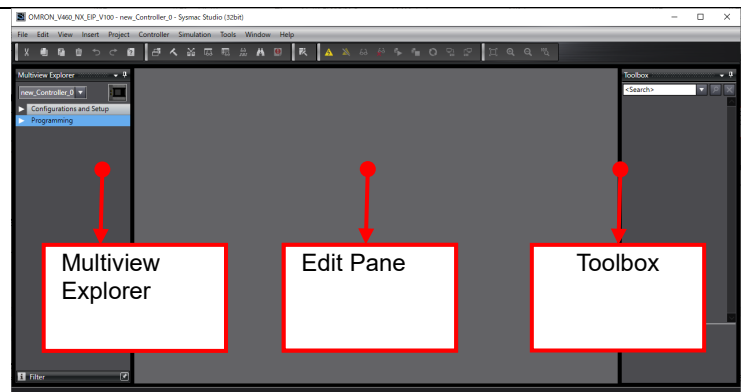 OMRON_V460_NX_EIP_V100 - new_Controller_0 - Sysmac Studio (32bit)
File Edit View Insert Project Controller Simulation Tools Window Help
Multiview Explorer
Toolbox
new_Controller_0
<Search>
Configurations and Setup
Programming
Multiview
Explorer
Edit Pane
Toolbox
Filter